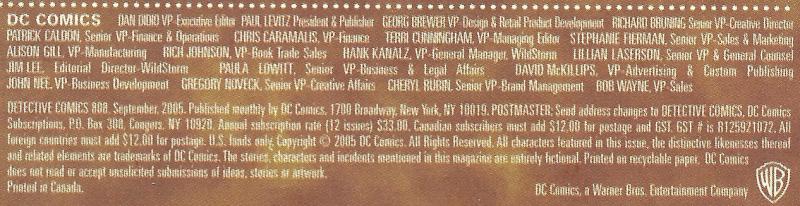 DC COMICS DAN DIDIO VP-Executive Editor PAUL LEVITZ President & Publisher GEORG BREWER VP-Design & Retail Product Development RICHARD BRUNING Senior VP-Creative Director
PATRICK CALDON, Senior VP-Finance & Operations CHRIS CARAMALIS, VP-Finance TERRI CUNNINGHAM, VP-Managing Editor STEPHANIE FIERMAN, Senior VP-Sales & Marketing
ALISON GILL, VP-Manufacturing RICH JOHNSON, VP-Book Trade Sales HANK KANALZ, VP-General Manager, WildStorm LILLIAN LASERSON, Senior VP & General Counsel
JIM LEE, Editorial Director-WildStorm PAULA LOWITT, Senior VP-Business & Legal Affairs DAVID McKILLIPS, VP-Advertising & Custom Publishing
JOHN NEE, VP-Business Development GREGORY NOVECK, Senior VP-Creative Affairs CHERYL RUBIN, Senior VP-Brand Management BOB WAYNE, VP-Sales
DETECTIVE COMICS 808, September, 2005. Published monthly by DC Comics, 1700 Broadway, New York, NY 10019. POSTMASTER: Send address changes to DETECTIVE COMICS, DC Comics
Subscriptions, P.O. Box 308, Congers, NY 10920. Annual subscription rate (12 issues) $33.00. Canadian subscribers must add $12.00 for postage and GST. GST # is R125921072. All
foreign countries must add $12.00 for postage. U.S. funds only. Copyright © 2005 DC Comics. All Rights Reserved. All characters featured in this issue, the distinctive likenesses thereof
and related elements are trademarks of DC Comics. The stories, characters and incidents mentioned in this magazine are entirely fictional. Printed on recyclable paper. DC Comics
does not read or accept unsolicited submissions of ideas, stories or artwork.
Printed in Canada. DC Comics, a Warner Bros. Entertainment Company WB